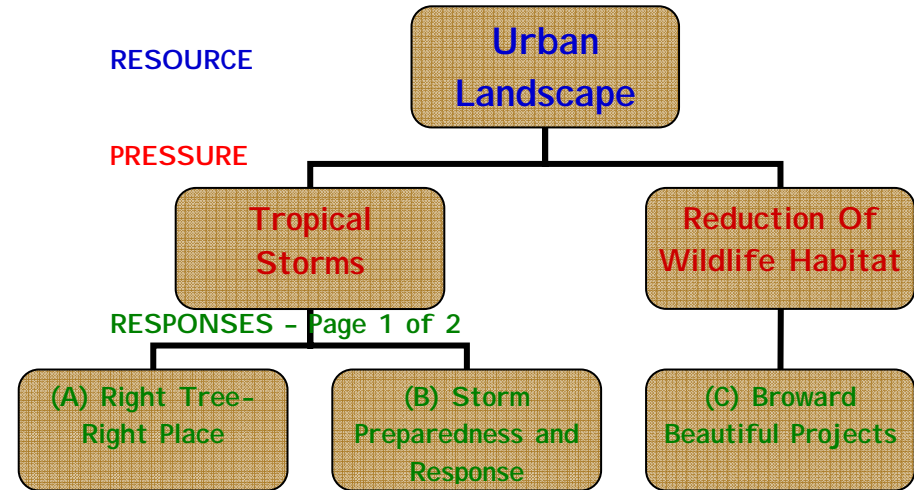 RESOURCE
Urban
Landscape
PRESSURE
Tropical
Storms
Reduction Of
Wildlife Habitat
RESPONSES – Page 1 of 2
(A) Right Tree–
Right Place
(B) Storm
Preparedness and
Response
(C) Broward
Beautiful Projects